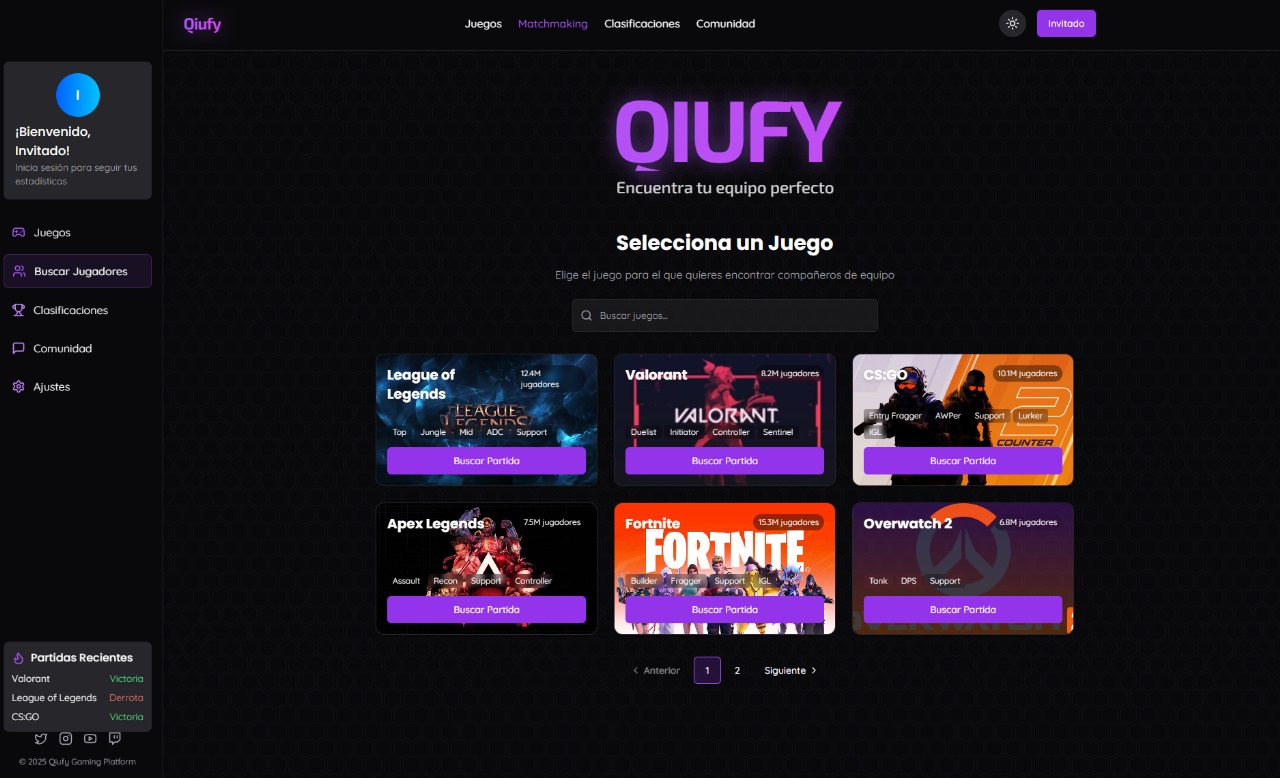 Qiufy
Juegos
Matchmaking
Clasificaciones
Comunidad
Invitado
I
¡Bienvenido,
Invitado!
Inicia sesión para seguir tus
estadísticas
Juegos
Buscar Jugadores
Clasificaciones
Comunidad
Ajustes
Partidas Recientes
Valorant Victoria
League of Legends Derrota
CS:GO Victoria
© 2025 Qiufy Gaming Platform
QIUFY
Encuentra tu equipo perfecto
Selecciona un Juego
Elige el juego para el que quieres encontrar compañeros de equipo
Buscar juegos...
League of
Legends
12.4M
jugadores
LEAGUE
LEGENDS
Top Jungle Mid ADC Support
Buscar Partida
Valorant
8.2M jugadores
VALORANT
Duelist Initiator Controller Sentinel
Buscar Partida
CS:GO
10.1M jugadores
2
COUNTER
Entry Fragger AWPer Support Lurker
IGL
Buscar Partida
Apex Legends
7.5M jugadores
Assault Recon Support Controller
Buscar Partida
Fortnite
15.3M jugadores
FORTNITE
Builder Fragger Support IGL
Buscar Partida
Overwatch 2
6.8M jugadores
Tank DPS Support
Buscar Partida
Anterior 1 2 Siguiente